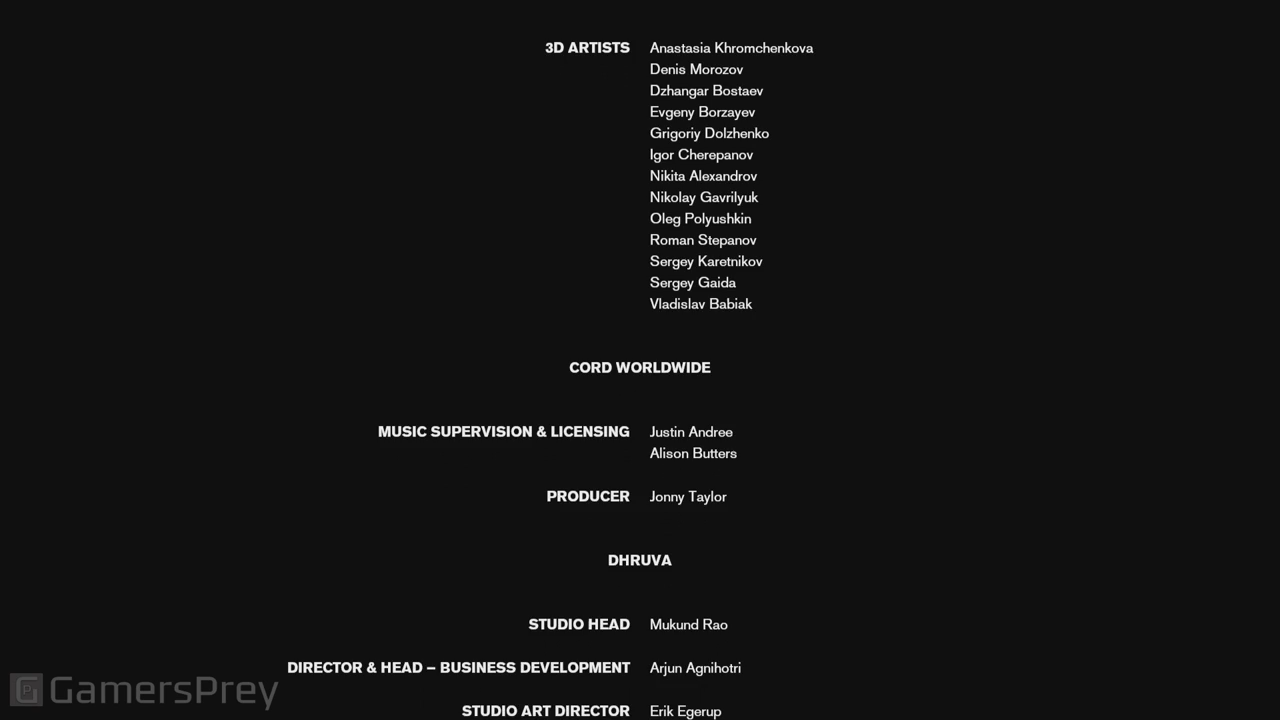 3D ARTISTS Anastasia Khromchenkova
Denis Morozov
Dzhangar Bostaev
Evgeny Borzayev
Grigoriy Dolzhenko
Igor Cherepanov
Nikita Alexandrov
Nikolay Gavrilyuk
Oleg Polyushkin
Roman Stepanov
Sergey Karetnikov
Sergey Gaida
Vladislav Babiak
CORD WORLDWIDE
MUSIC SUPERVISION & LICENSING Justin Andree
Alison Butters
PRODUCER Jonny Taylor
DHRUVA
STUDIO HEAD Mukund Rao
DIRECTOR & HEAD – BUSINESS DEVELOPMENT Arjun Agnihotri
STUDIO ART DIRECTOR Erik Egerup
GamersPrey